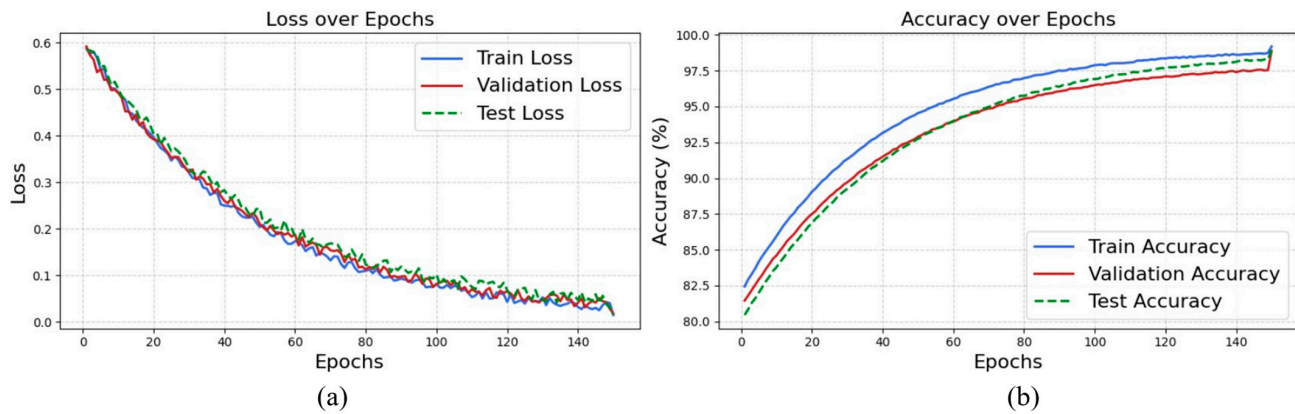 Loss over Epochs
0.6
0.5
0.4
0.3
0.2
0.1
0.0
Loss
Train Loss
Validation Loss
Test Loss
0 20 40 60 80 100 120 140
Epochs
(a)
Accuracy over Epochs
100.0
97.5
95.0
92.5
90.0
87.5
85.0
82.5
80.0
Accuracy (%)
Train Accuracy
Validation Accuracy
Test Accuracy
0 20 40 60 80 100 120 140
Epochs
(b)